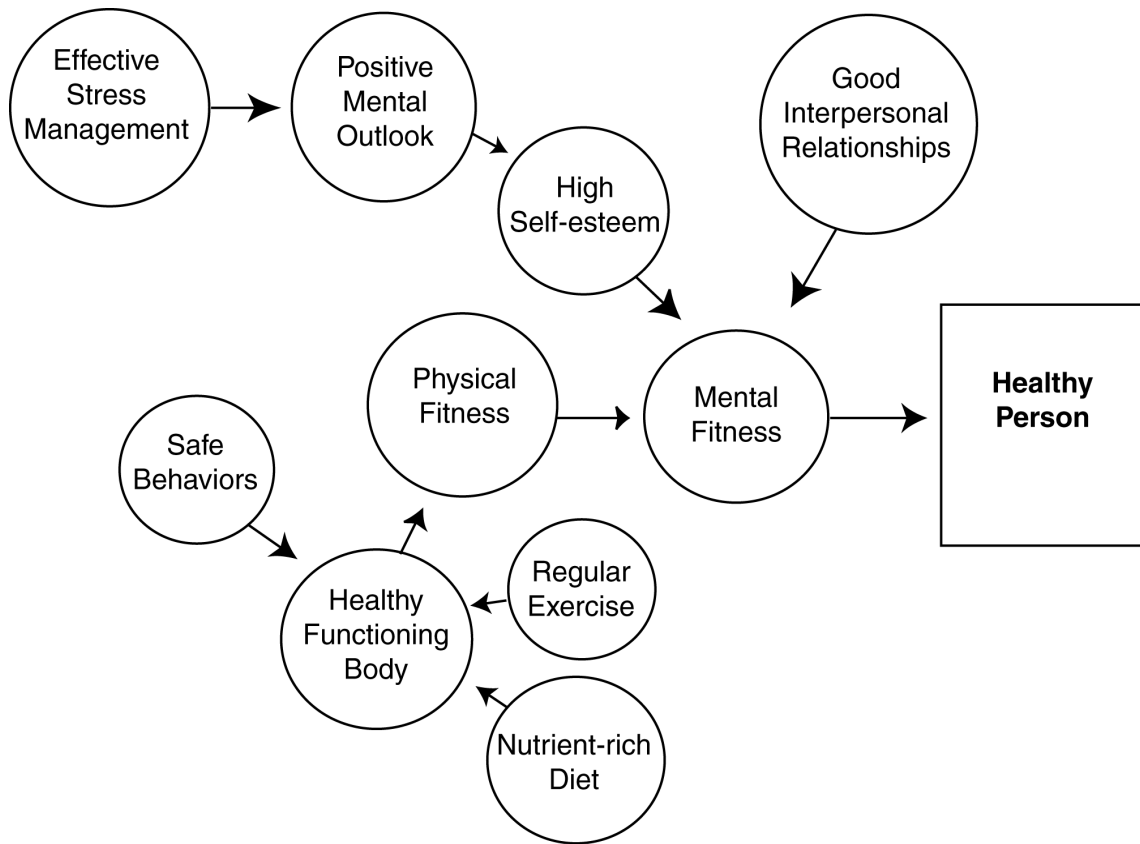 Effective
Stress
Management
Positive
Mental
Outlook
High
Self-esteem
Good
Interpersonal
Relationships
Physical
Fitness
Mental
Fitness
Healthy
Person
Safe
Behaviors
Healthy
Functioning
Body
Regular
Exercise
Nutrient-rich
Diet